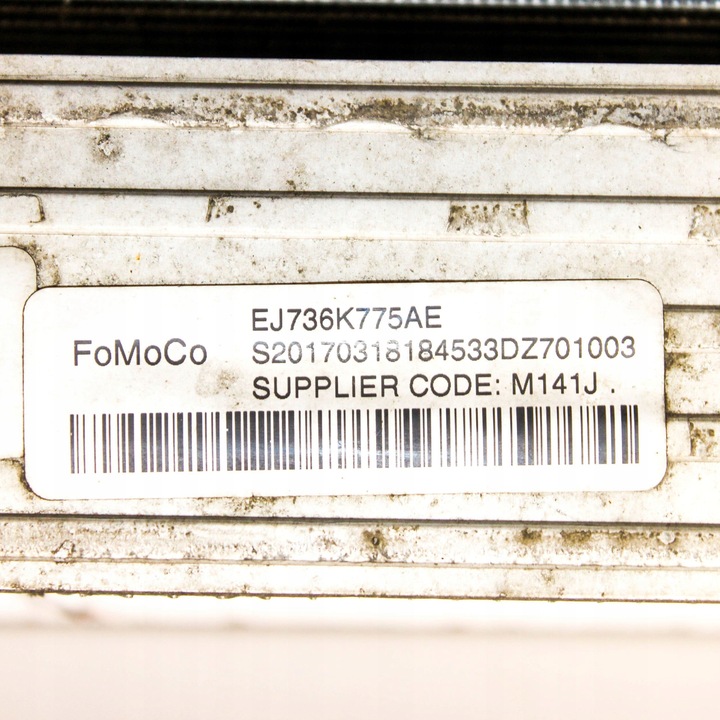 EJ736K775AE
FoMoCo S20170318184533DZ701003
SUPPLIER CODE: M141J .